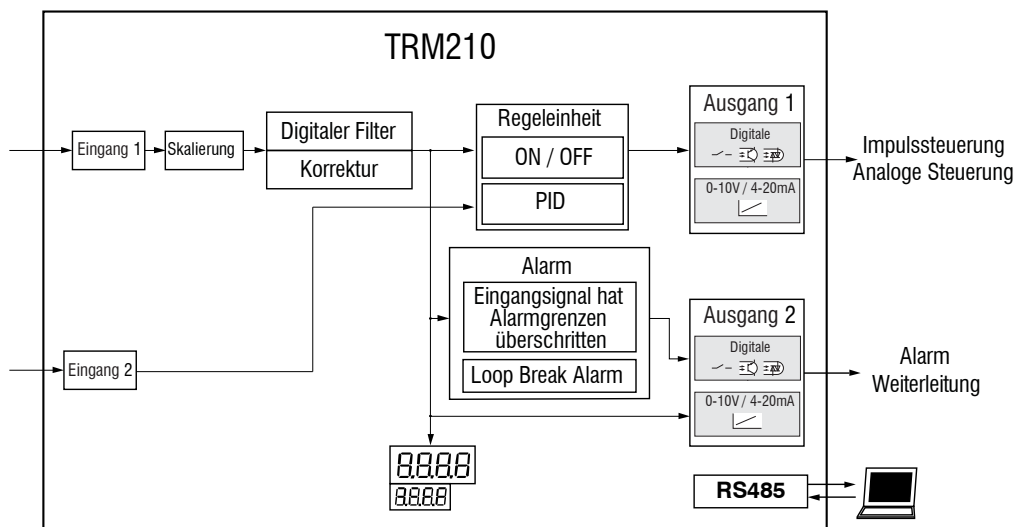 TRM210
Eingang 1
Skalierung
Digitaler Filter
Korrektur
Regeleinheit
ON / OFF
PID
Ausgang 1
Digitale
0-10V / 4-20mA
Impulssteuerung
Analoge Steuerung
Eingang 2
Alarm
Eingangsignal hat
Alarmgrenzen
überschritten
Loop Break Alarm
Ausgang 2
Digitale
0-10V / 4-20mA
Alarm
Weiterleitung
8.8.8.8
8.8.8.8
RS485